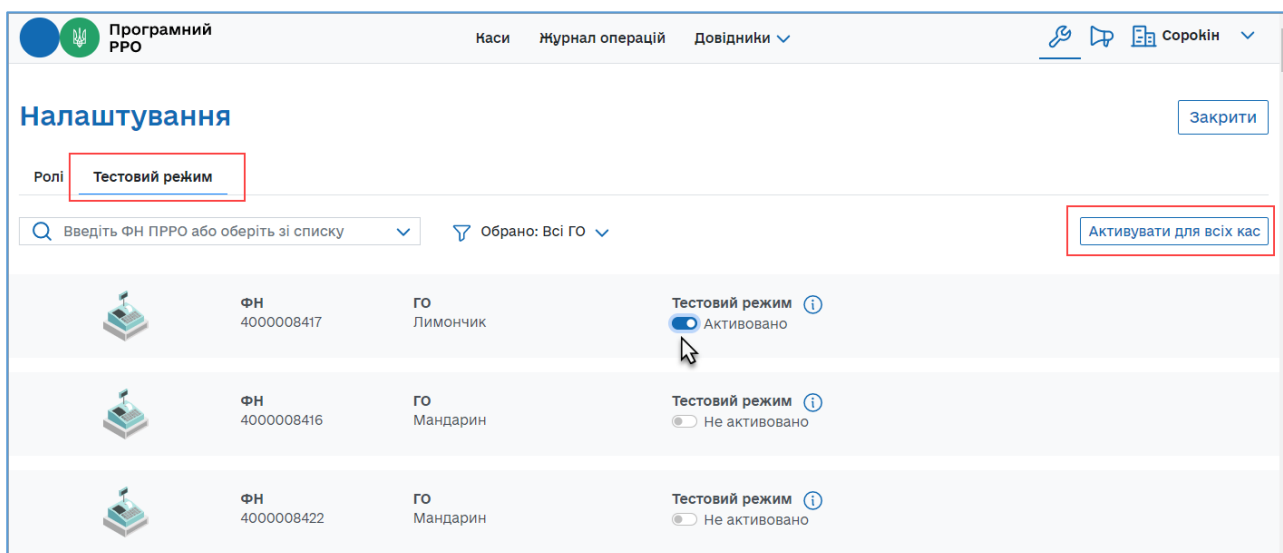 Програмний
РРО
Каси Журнал операцій Довідники
Сорокін
Налаштування
Закрити
Ролі Тестовий режим
Введіть ФН ПРРО або оберіть зі списку
Обрано: Всі ГО
Активувати для всіх кас
ФН ГО Тестовий режим
4000008417 Лимончик Активовано
ФН ГО Тестовий режим
4000008416 Мандарин Не активовано
ФН ГО Тестовий режим
4000008422 Мандарин Не активовано